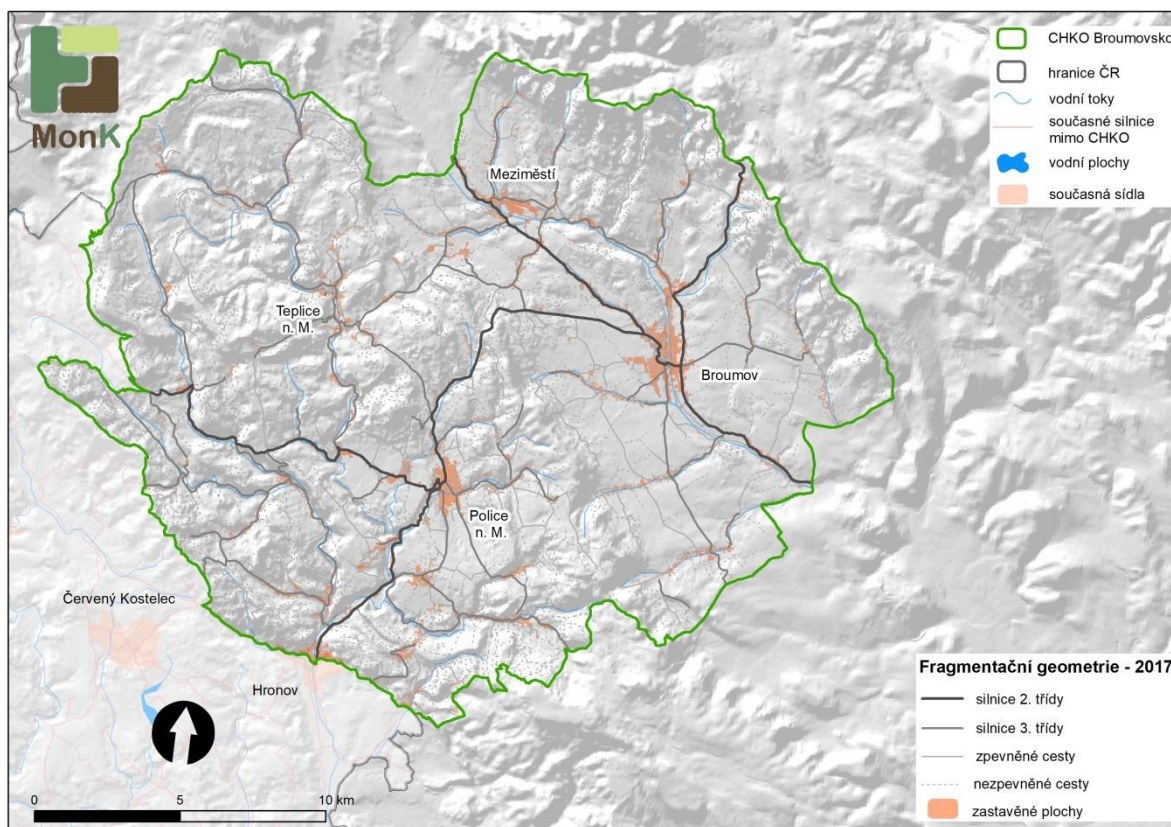 MonK
CHKO Broumovsko
hranice ČR
vodní toky
současné silnice
mimo CHKO
vodní plochy
současná sídla
Meziměstí
Teplice
n. M.
Broumov
Police
n. M.
Červený Kostelec
Hronov
0 5 10 km
Fragmentační geometrie - 2017
silnice 2. třídy
silnice 3. třídy
zpevněné cesty
nezpevněné cesty
zastavěné plochy